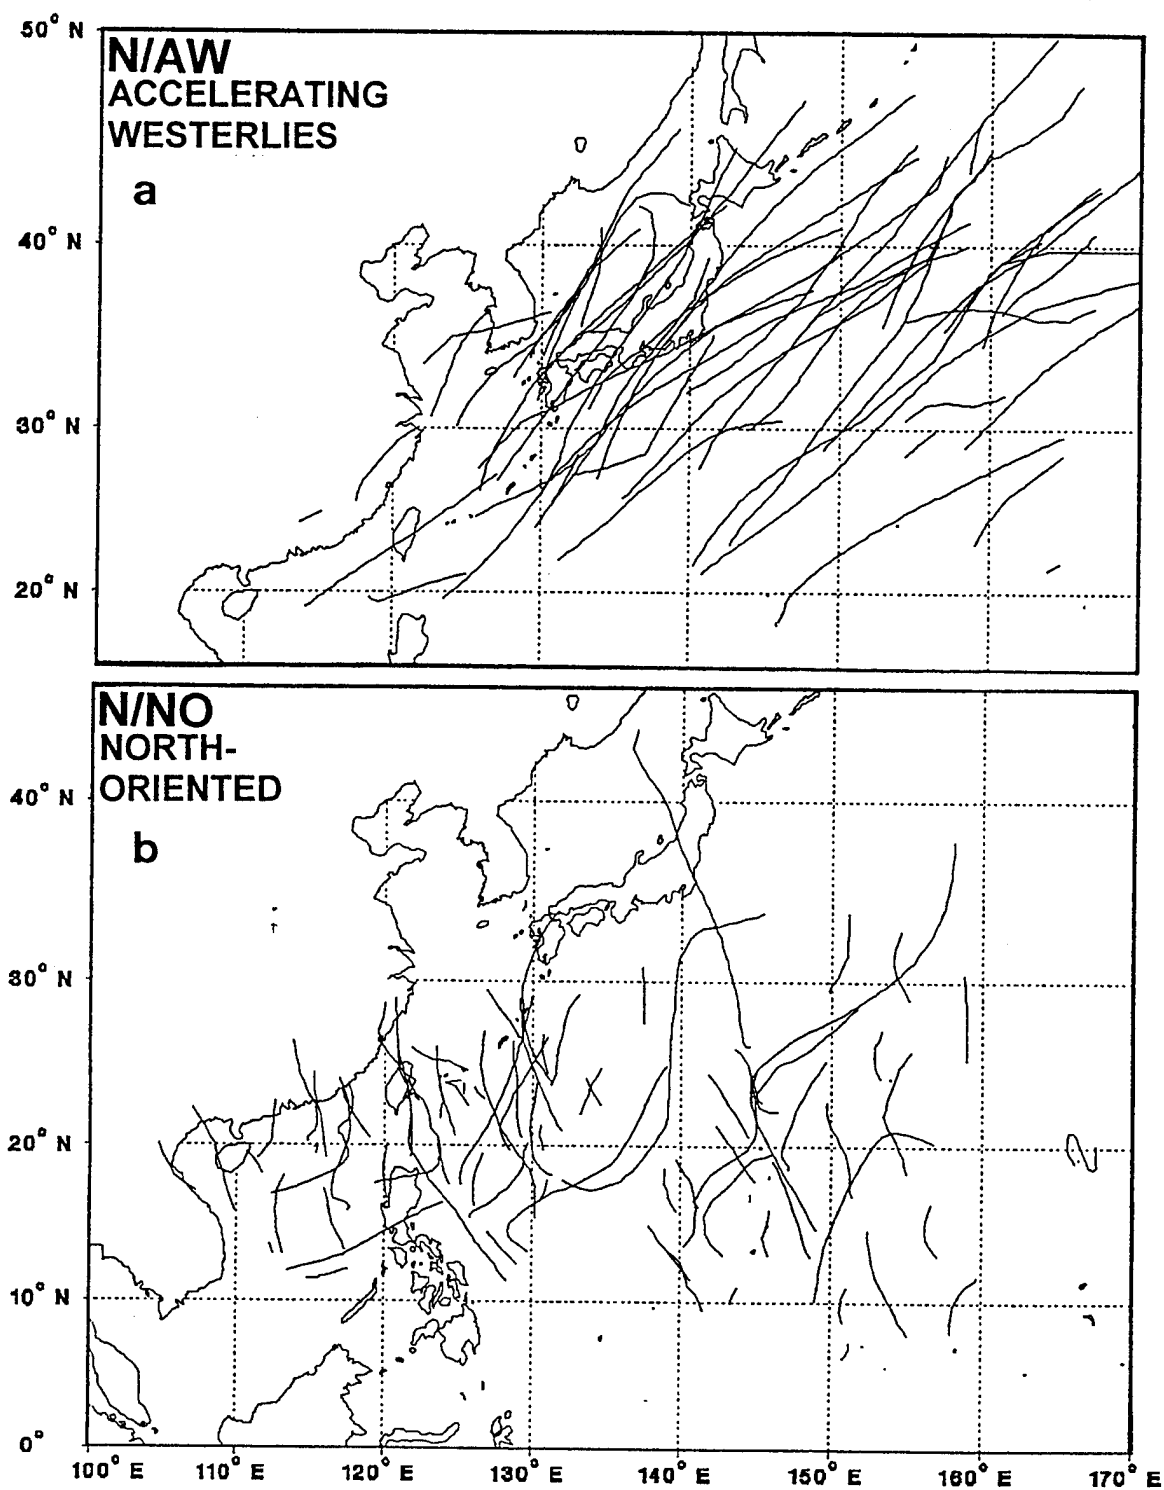 50° N
N/AW
ACCELERATING
WESTERLIES
a
40° N
30° N
20° N
N/NO
NORTH-
ORIENTED
40° N
b
30° N
20° N
10° N
0°
100° E 110° E 120° E 130° E 140° E 150° E 160° E 170° E